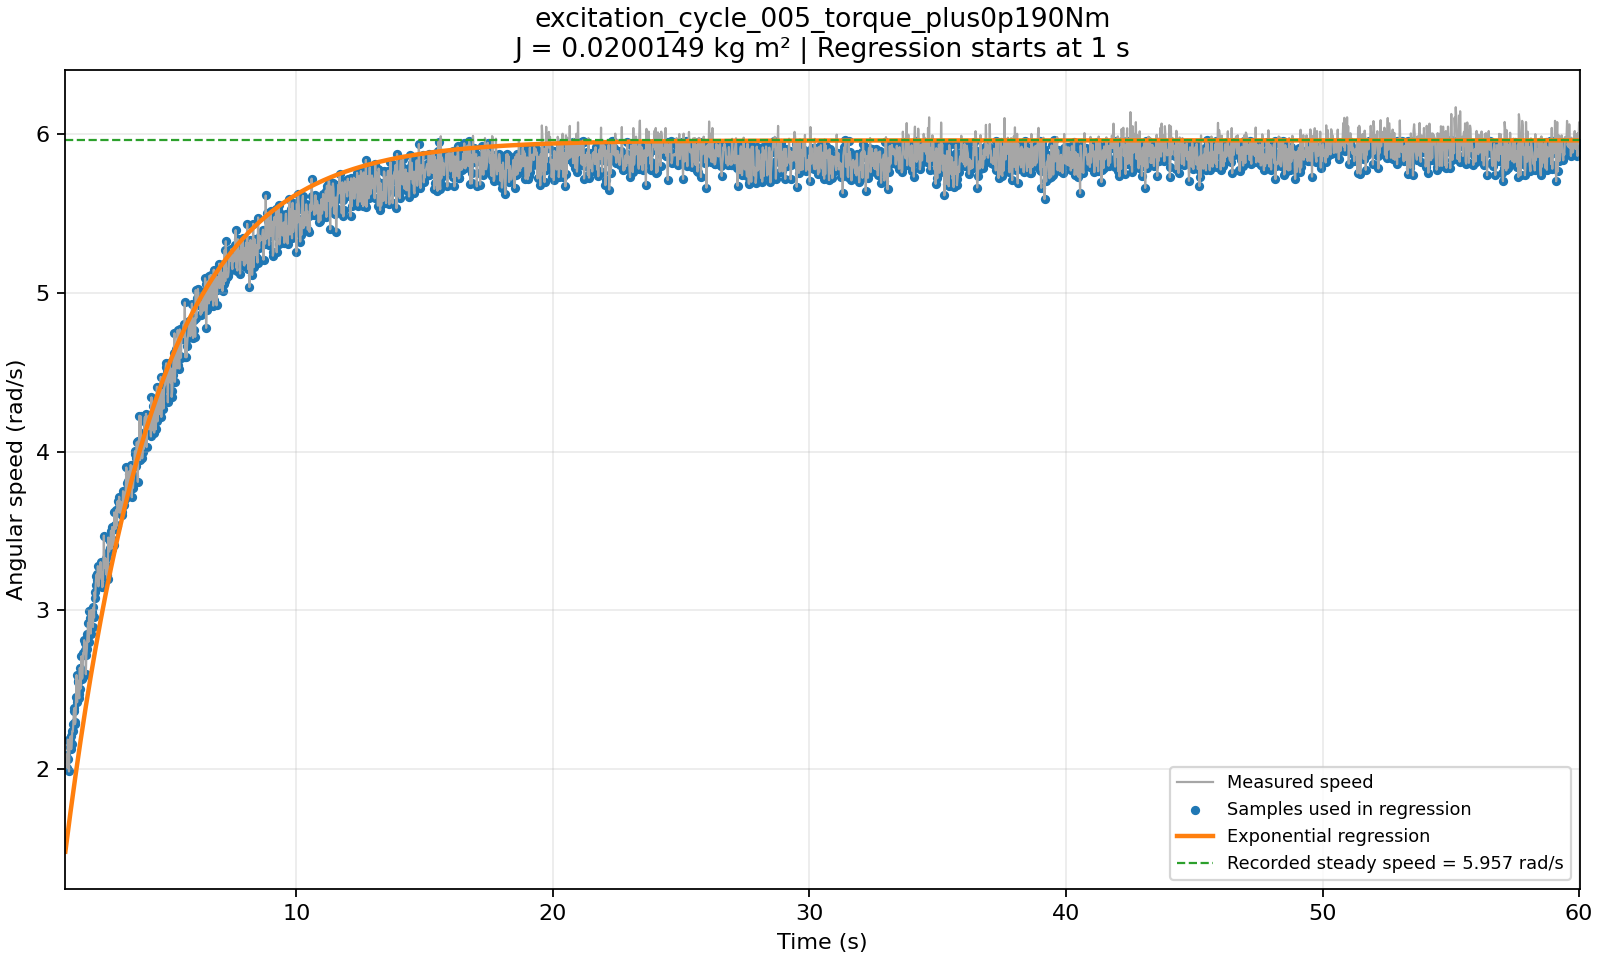 excitation_cycle_005_torque_plus0p190Nm
J = 0.0200149 kg m² | Regression starts at 1 s
Angular speed (rad/s)
6
5
4
3
2
10
20
30
40
50
60
Time (s)
Measured speed
Samples used in regression
Exponential regression
Recorded steady speed = 5.957 rad/s